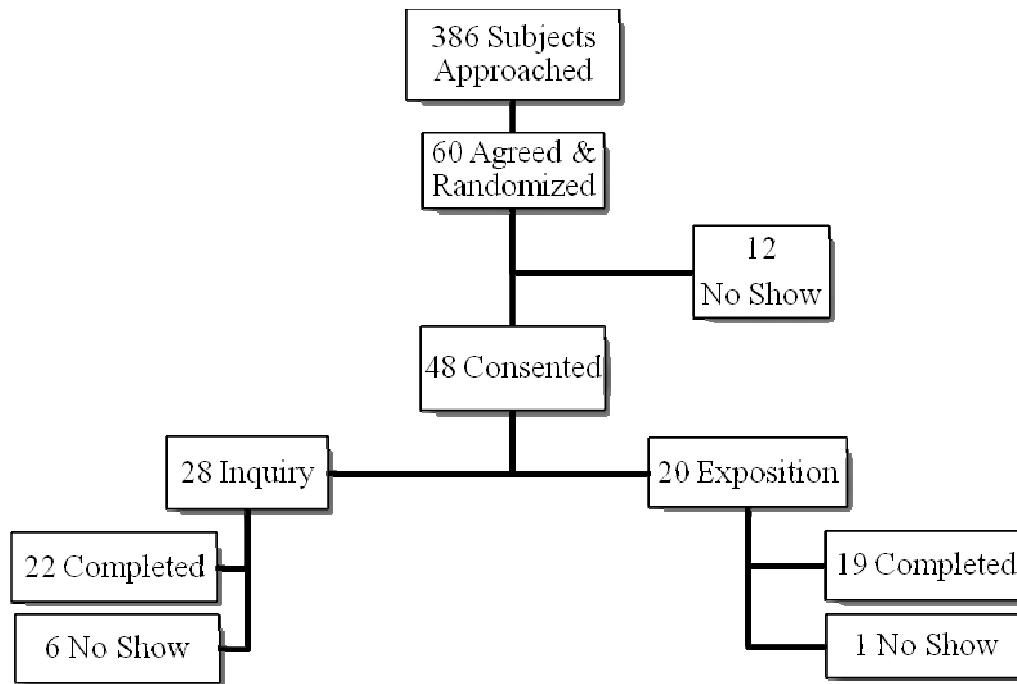 386 Subjects
Approached
60 Agreed &
Randomized
12
No Show
48 Consented
28 Inquiry
20 Exposition
22 Completed
19 Completed
6 No Show
1 No Show